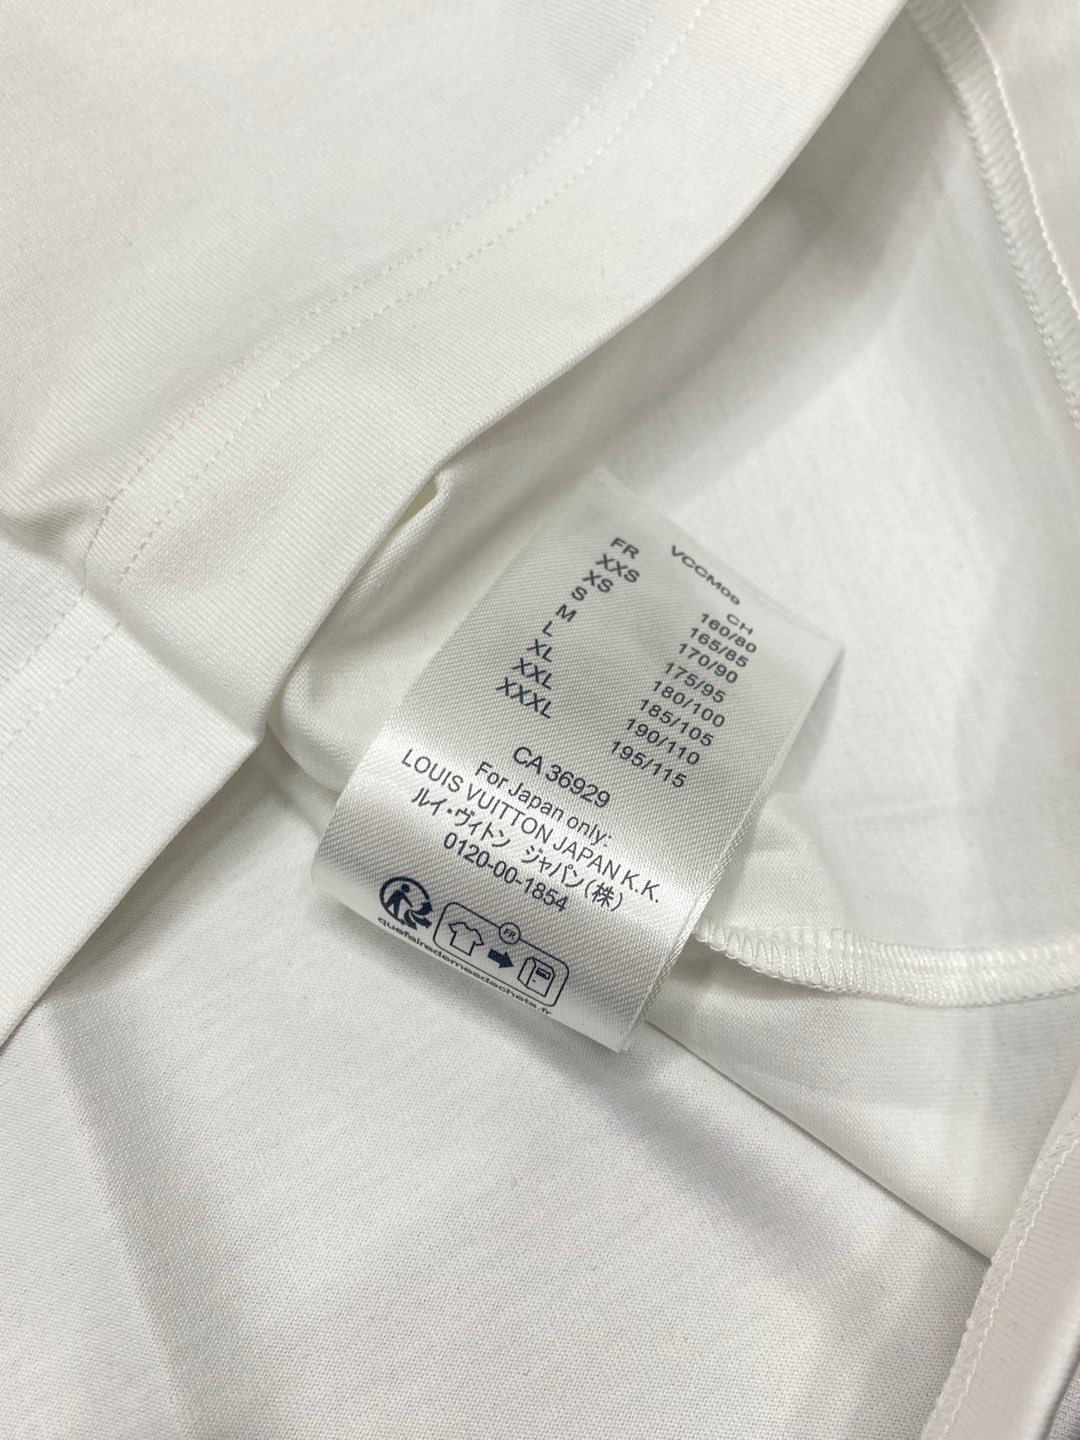 VCCM09
FR CH
XXS 160/80
XS 165/85
S 170/90
M 175/95
L 180/100
XL 185/105
XXL 190/110
XXXL 195/115
CA 36929
For Japan only:
LOUIS VUITTON JAPAN K.K.
ルイ・ヴィトン ジャパン(株)
0120-00-1854
FR
quefairedemesdechets.fr